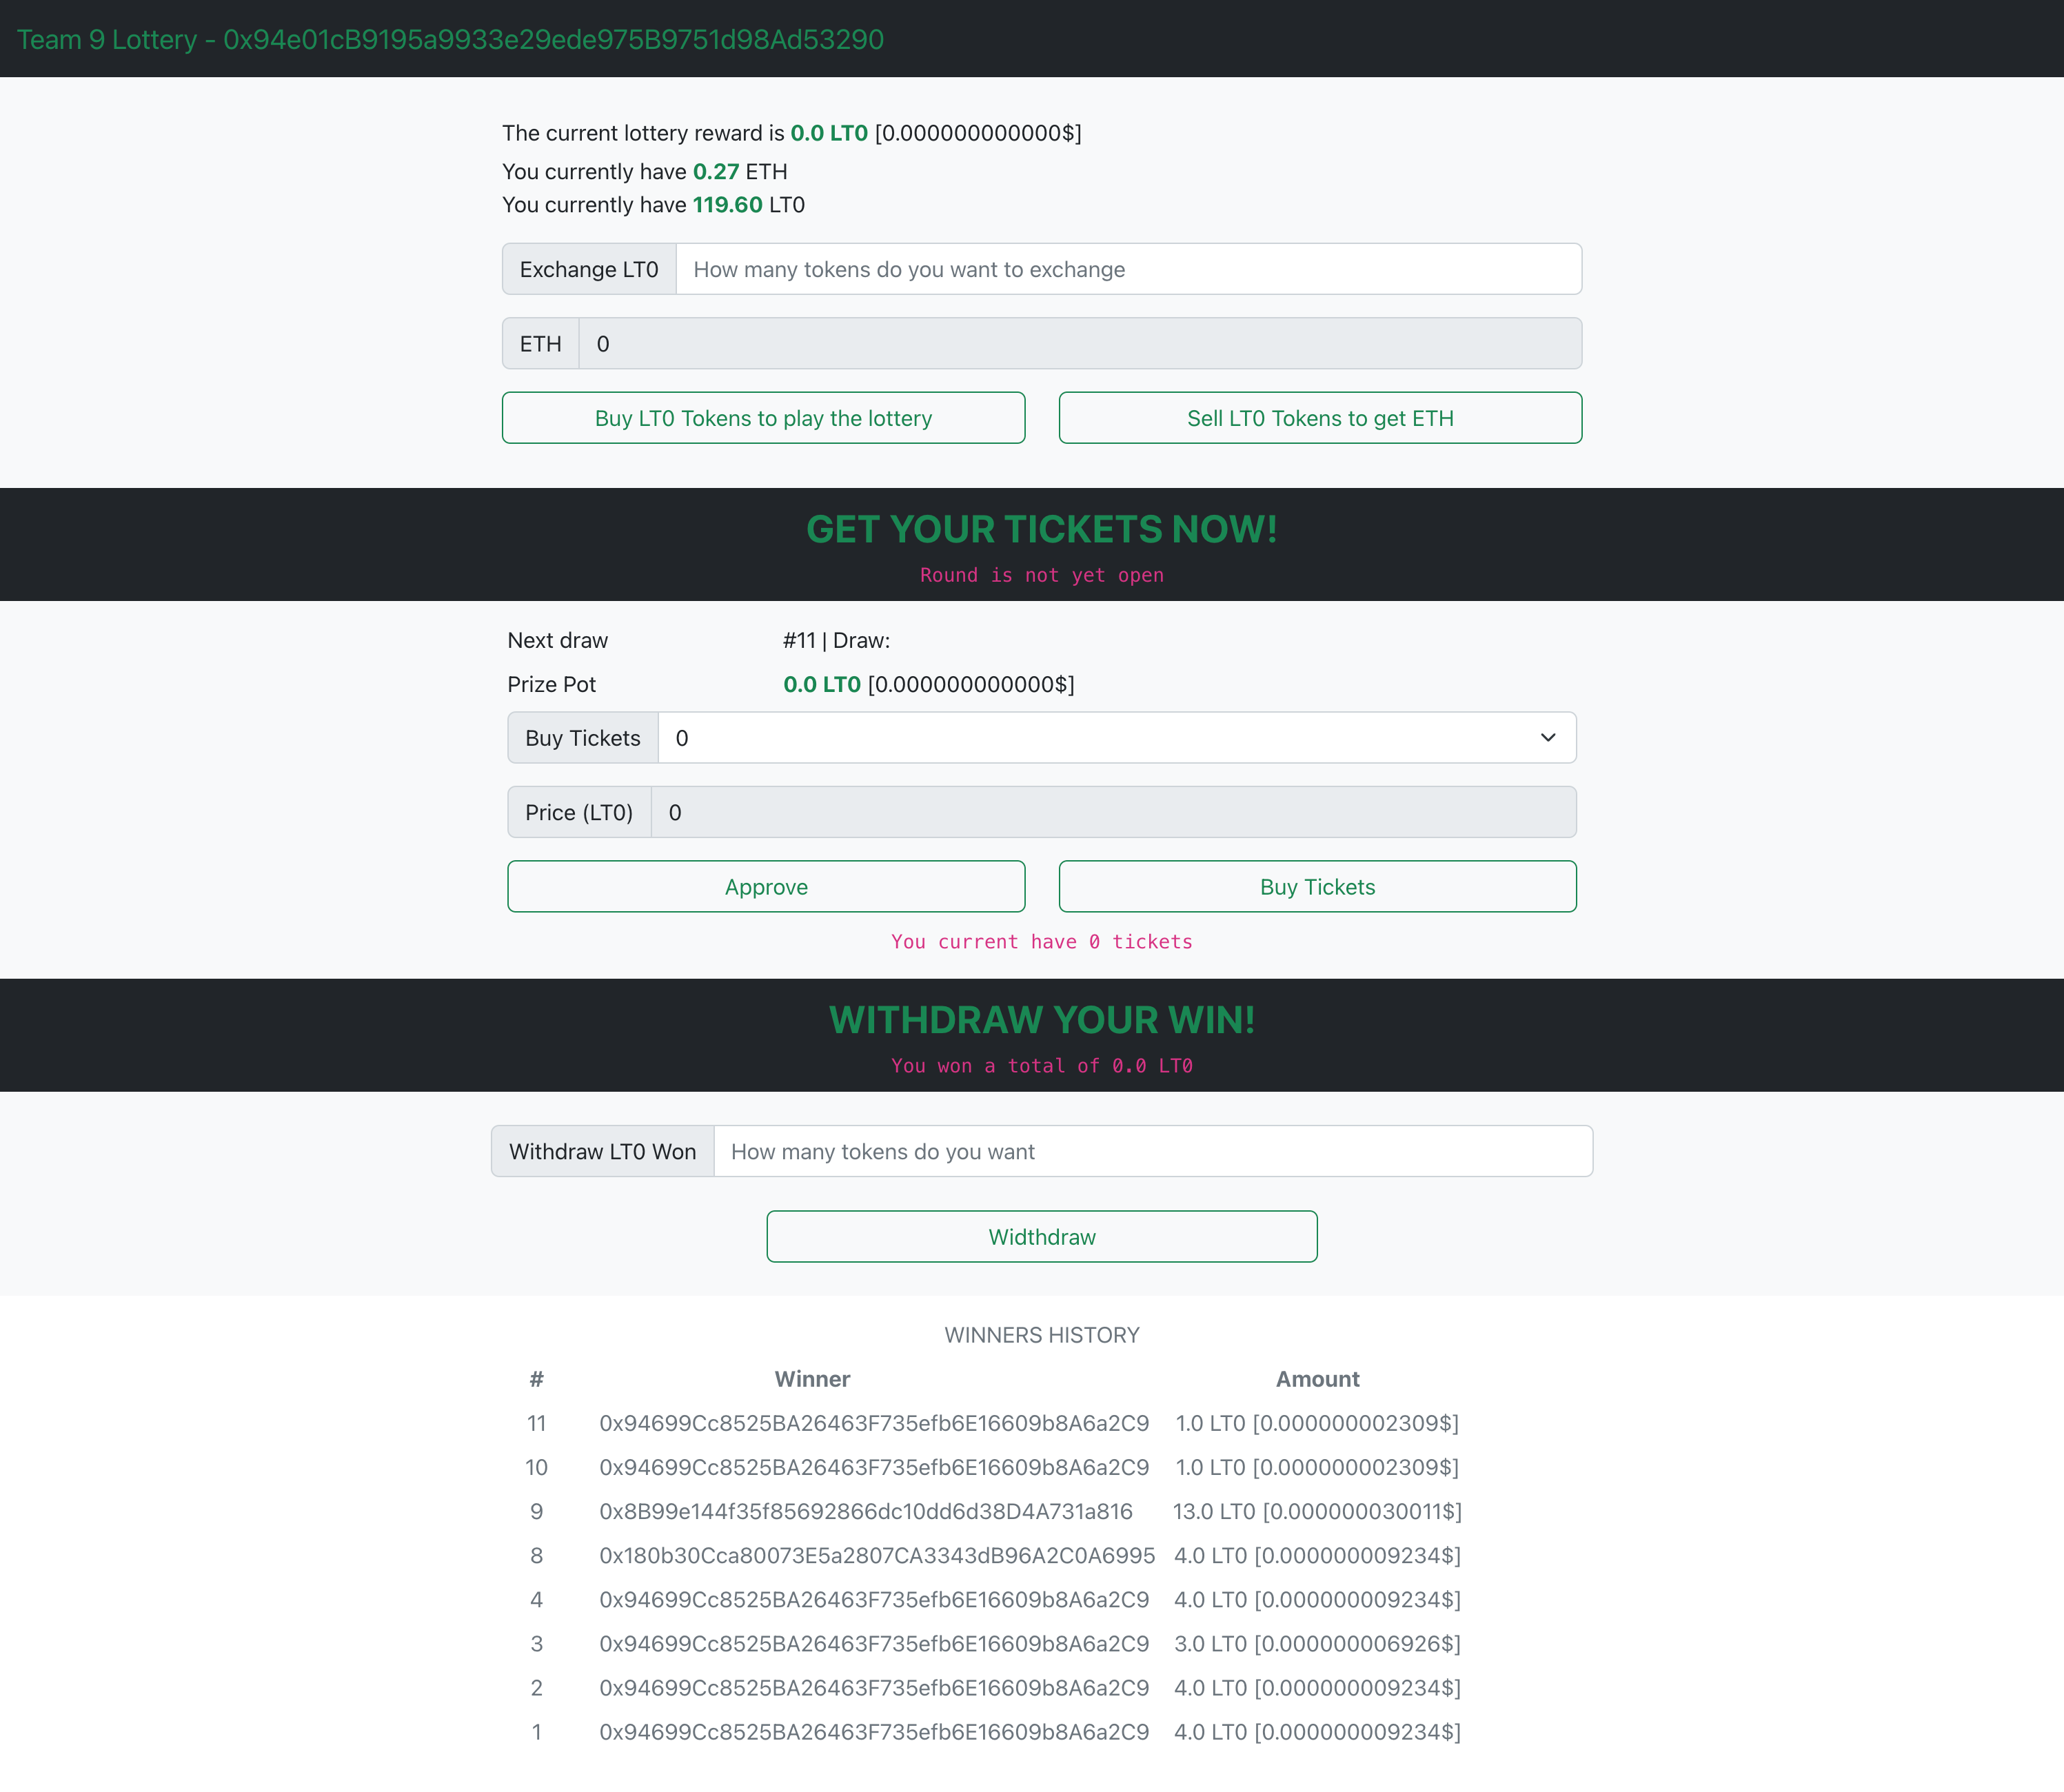 Team 9 Lottery - 0x94e01cB9195a9933e29ede975B9751d98Ad53290
The current lottery reward is 0.0 LT0 [0.000000000000$]
You currently have 0.27 ETH
You currently have 119.60 LT0
Exchange LT0 How many tokens do you want to exchange
ETH 0
Buy LT0 Tokens to play the lottery Sell LT0 Tokens to get ETH
GET YOUR TICKETS NOW!
Round is not yet open
Next draw #11 | Draw:
Prize Pot 0.0 LT0 [0.000000000000$]
Buy Tickets 0
Price (LT0) 0
Approve Buy Tickets
You current have 0 tickets
WITHDRAW YOUR WIN!
You won a total of 0.0 LT0
Withdraw LT0 Won How many tokens do you want
Widthdraw
WINNERS HISTORY
# Winner Amount
11 0x94699Cc8525BA26463F735efb6E16609b8A6a2C9 1.0 LT0 [0.000000002309$]
10 0x94699Cc8525BA26463F735efb6E16609b8A6a2C9 1.0 LT0 [0.000000002309$]
9 0x8B99e144f35f85692866dc10dd6d38D4A731a816 13.0 LT0 [0.000000030011$]
8 0x180b30Cca80073E5a2807CA3343dB96A2C0A6995 4.0 LT0 [0.000000009234$]
4 0x94699Cc8525BA26463F735efb6E16609b8A6a2C9 4.0 LT0 [0.000000009234$]
3 0x94699Cc8525BA26463F735efb6E16609b8A6a2C9 3.0 LT0 [0.000000006926$]
2 0x94699Cc8525BA26463F735efb6E16609b8A6a2C9 4.0 LT0 [0.000000009234$]
1 0x94699Cc8525BA26463F735efb6E16609b8A6a2C9 4.0 LT0 [0.000000009234$]